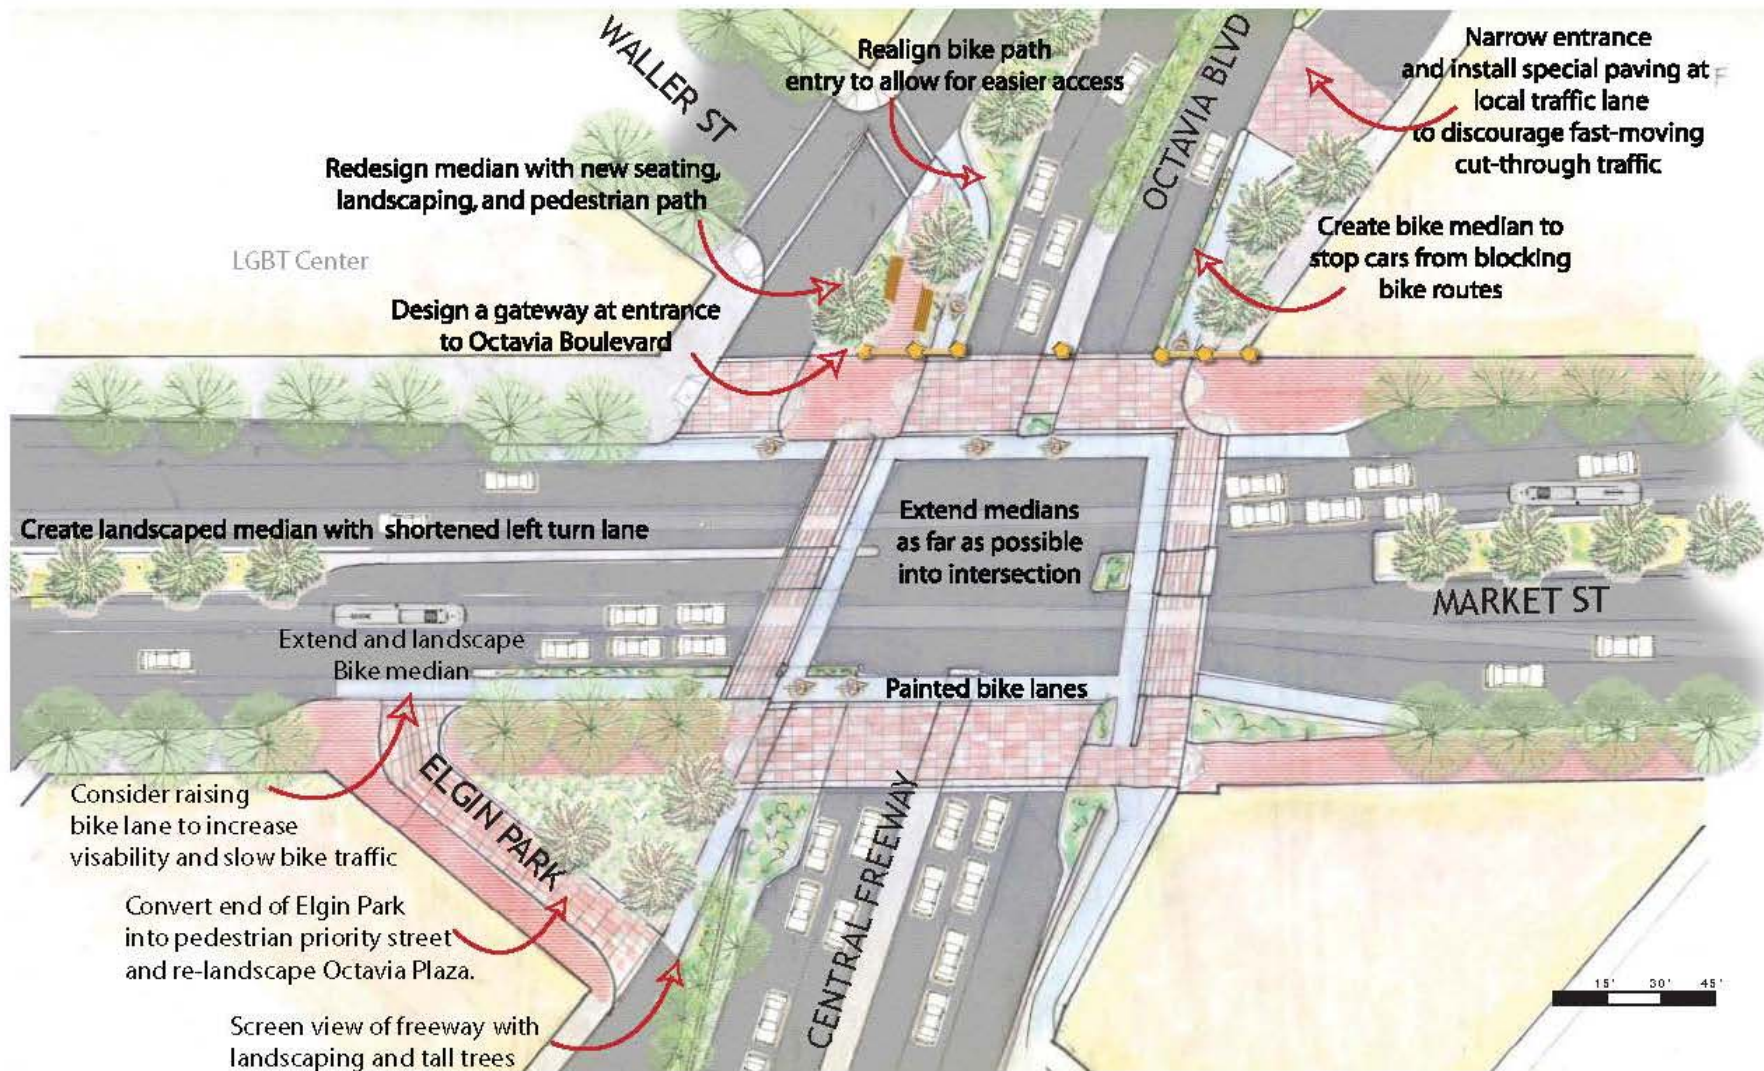 WALLER ST
Realign bike path
entry to allow for easier access
OCTAVIA BLVD
Narrow entrance
and install special paving at
local traffic lane
to discourage fast-moving
cut-through traffic
Redesign median with new seating,
landscaping, and pedestrian path
LGBT Center
Create bike median to
stop cars from blocking
bike routes
Design a gateway at entrance
to Octavia Boulevard
Create landscaped median with shortened left turn lane
Extend medians
as far as possible
into intersection
MARKET ST
Extend and landscape
Bike median
Painted bike lanes
ELGIN PARK
Consider raising
bike lane to increase
visability and slow bike traffic
CENTRAL FREEWAY
Convert end of Elgin Park
into pedestrian priority street
and re-landscape Octavia Plaza.
15' 30' 45'
Screen view of freeway with
landscaping and tall trees